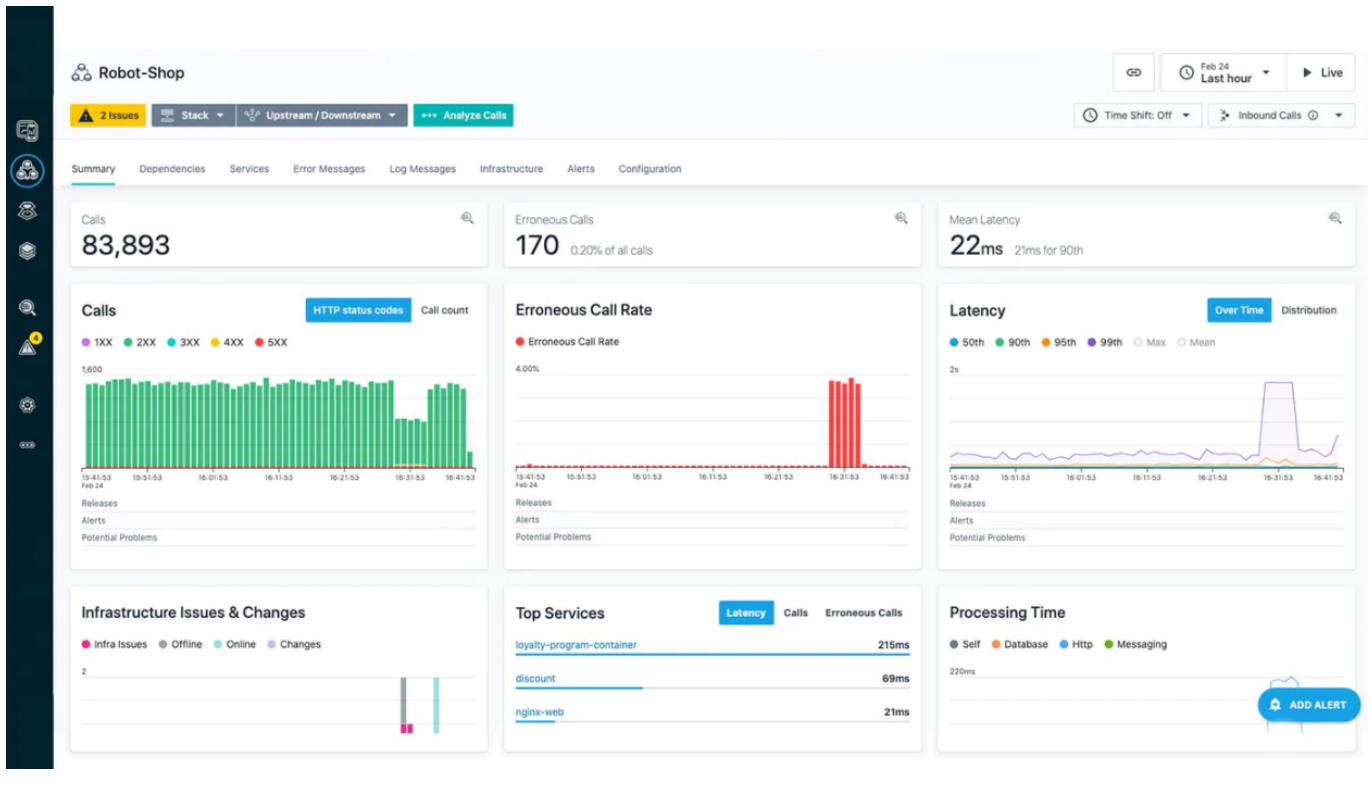 Robot-Shop
Feb 24
Last hour
Live
2 Issues
Stack
Upstream / Downstream
Analyze Calls
Time Shift: Off
Inbound Calls
Summary
Dependencies
Services
Error Messages
Log Messages
Infrastructure
Alerts
Configuration
4
Calls
83,893
Erroneous Calls
170 0.20% of all calls
Mean Latency
22ms 21ms for 90th
Calls
HTTP status codes
Call count
1XX 2XX 3XX 4XX 5XX
1,600
15:41:53 15:51:53 16:01:53 16:11:53 16:21:53 16:31:53 16:41:53
Feb 24
Releases
Alerts
Potential Problems
Erroneous Call Rate
Erroneous Call Rate
4.00%
15:41:53 15:51:53 16:01:53 16:11:53 16:21:53 16:31:53 16:41:53
Feb 24
Releases
Alerts
Potential Problems
Latency
Over Time
Distribution
50th 90th 95th 99th Max Mean
2s
15:41:53 15:51:53 16:01:53 16:11:53 16:21:53 16:31:53 16:41:53
Feb 24
Releases
Alerts
Potential Problems
Infrastructure Issues & Changes
Infra Issues Offline Online Changes
2
Top Services
Latency
Calls
Erroneous Calls
loyalty-program-container 215ms
discount 69ms
nginx-web 21ms
Processing Time
Self Database Http Messaging
220ms
ADD ALERT